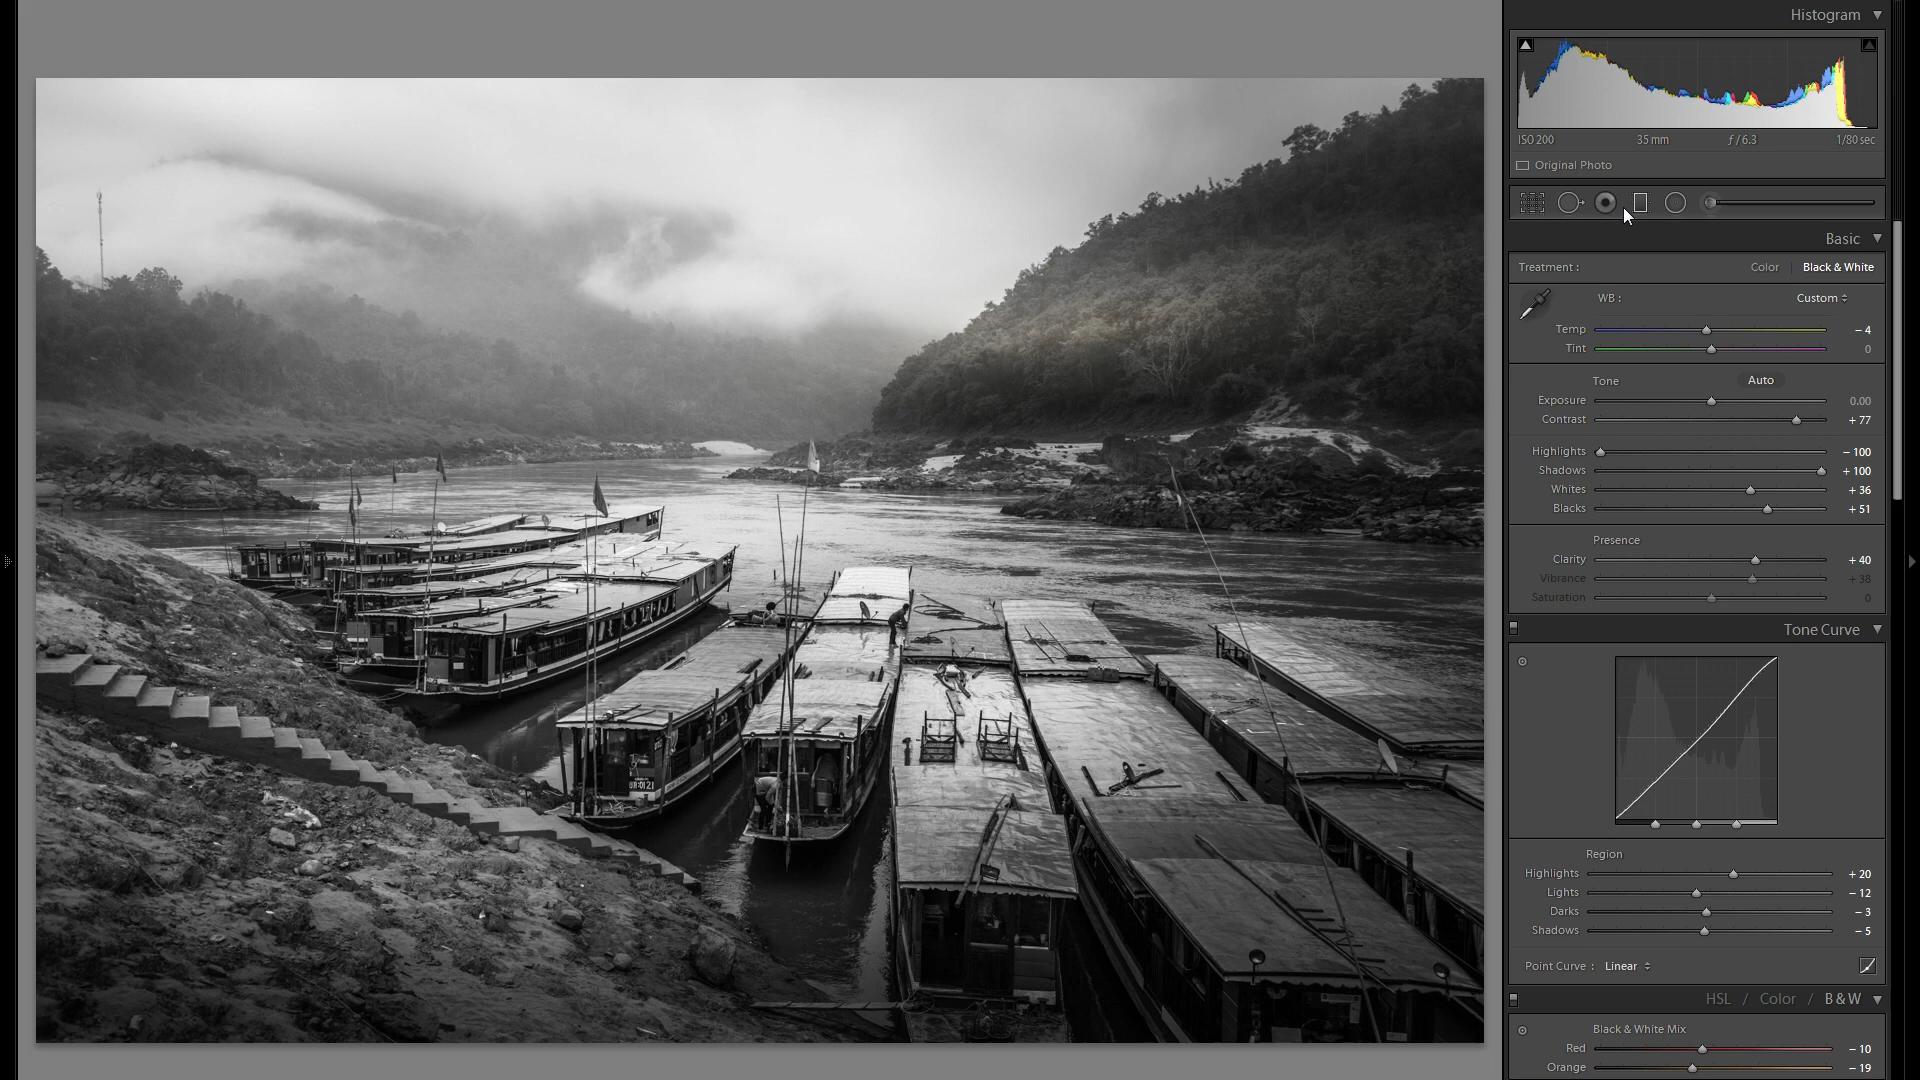 Histogram
ISO 200 35 mm ƒ / 6.3 1/80 sec
Original Photo
Basic
Treatment : Color Black & White
WB : Custom
Temp – 4
Tint 0
Tone Auto
Exposure 0.00
Contrast + 77
Highlights – 100
Shadows + 100
Whites + 36
Blacks + 51
Presence
Clarity + 40
Vibrance + 38
Saturation 0
Tone Curve
Region
Highlights + 20
Lights – 12
Darks – 3
Shadows – 5
Point Curve : Linear
HSL / Color / B & W
Black & White Mix
Red – 10
Orange – 19